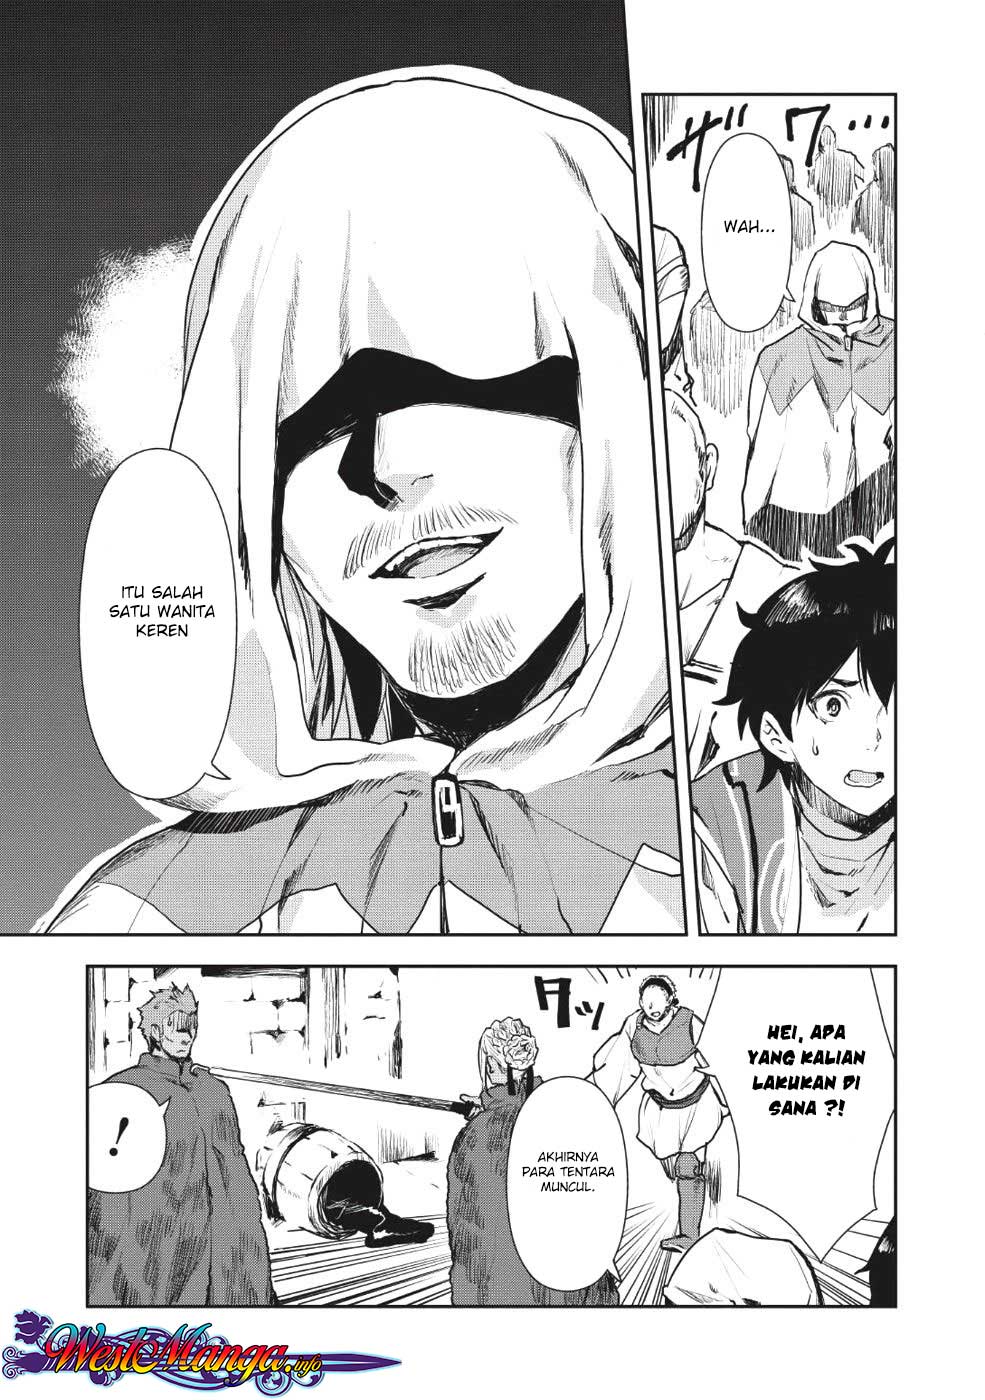 ザワ…
WAH...
ITU SALAH
SATU WANITA
KEREN
HEI, APA
YANG KALIAN
LAKUKAN DI
SANA ?!
タッ
AKHIRNYA
PARA TENTARA
MUNCUL.
!
WestManga.info